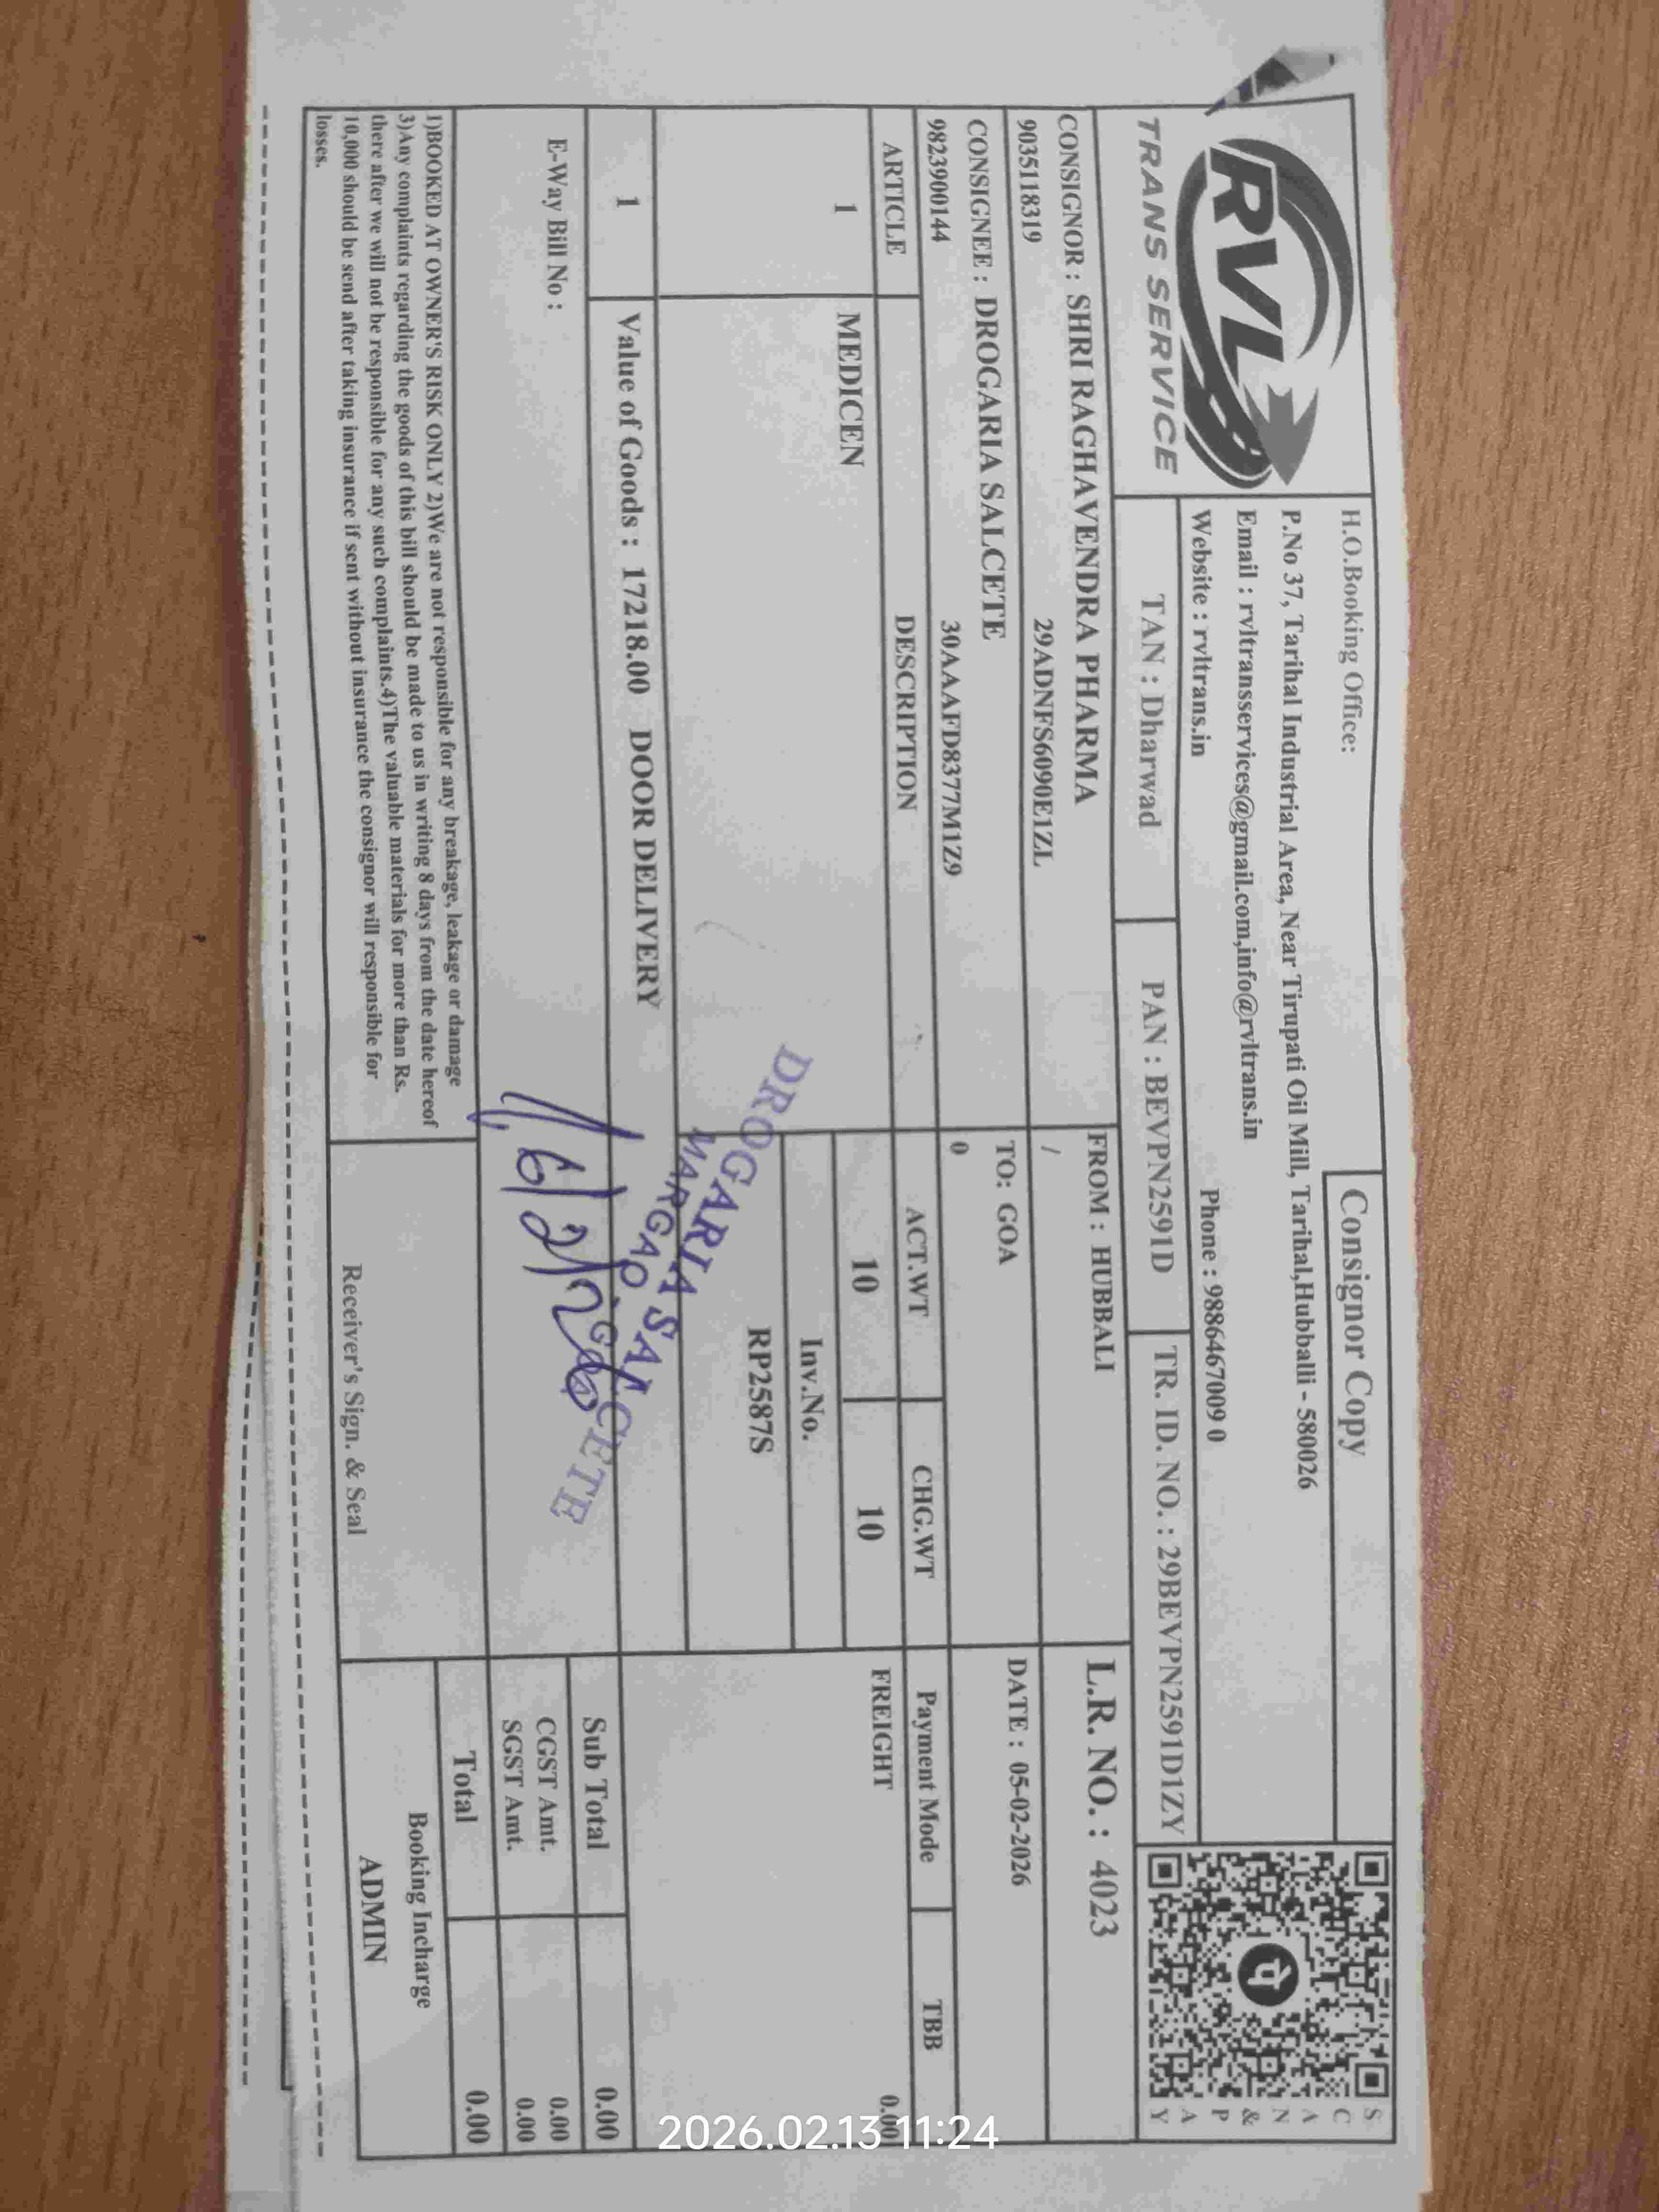 RVL
TRANS SERVICE
H.O.Booking Office:
Consignor Copy
P.No 37, Tarihal Industrial Area, Near Tirupati Oil Mill, Tarihal,Hubballi - 580026
Email : rvltransservices@gmail.com,info@rvltrans.in
Website : rvltrans.in Phone : 9886467009 0
SCAN & PAY
TAN : Dharwad PAN : BEVPN2591D TR. ID. NO. : 29BEVPN2591D1ZY
CONSIGNOR : SHRI RAGHAVENDRA PHARMA FROM : HUBBALI L.R. NO. : 4023
9035118319 29ADNFS6090E1ZL /
CONSIGNEE : DROGARIA SALCETE TO: GOA DATE : 05-02-2026
9823900144 30AAAFD8377M1Z9 0
ARTICLE DESCRIPTION ACT.WT CHG.WT Payment Mode TBB
1 MEDICEN 10 10 FREIGHT 0.00
Inv.No.
RP2587S
DROGARIA SALCETE
MARGAO-GOA
1 Value of Goods : 17218.00 DOOR DELIVERY
Sub Total 0.00
E-Way Bill No :
CGST Amt. 0.00
SGST Amt. 0.00
Total 0.00
1)BOOKED AT OWNER'S RISK ONLY 2)We are not responsible for any breakage, leakage or damage
3)Any complaints regarding the goods of this bill should be made to us in writing 8 days from the date hereof
there after we will not be responsible for any such complaints.4)The valuable materials for more than Rs.
10,000 should be send after taking insurance if sent without insurance the consignor will responsible for
losses.
Receiver's Sign. & Seal
Booking Incharge
ADMIN
2026.02.13 11:24